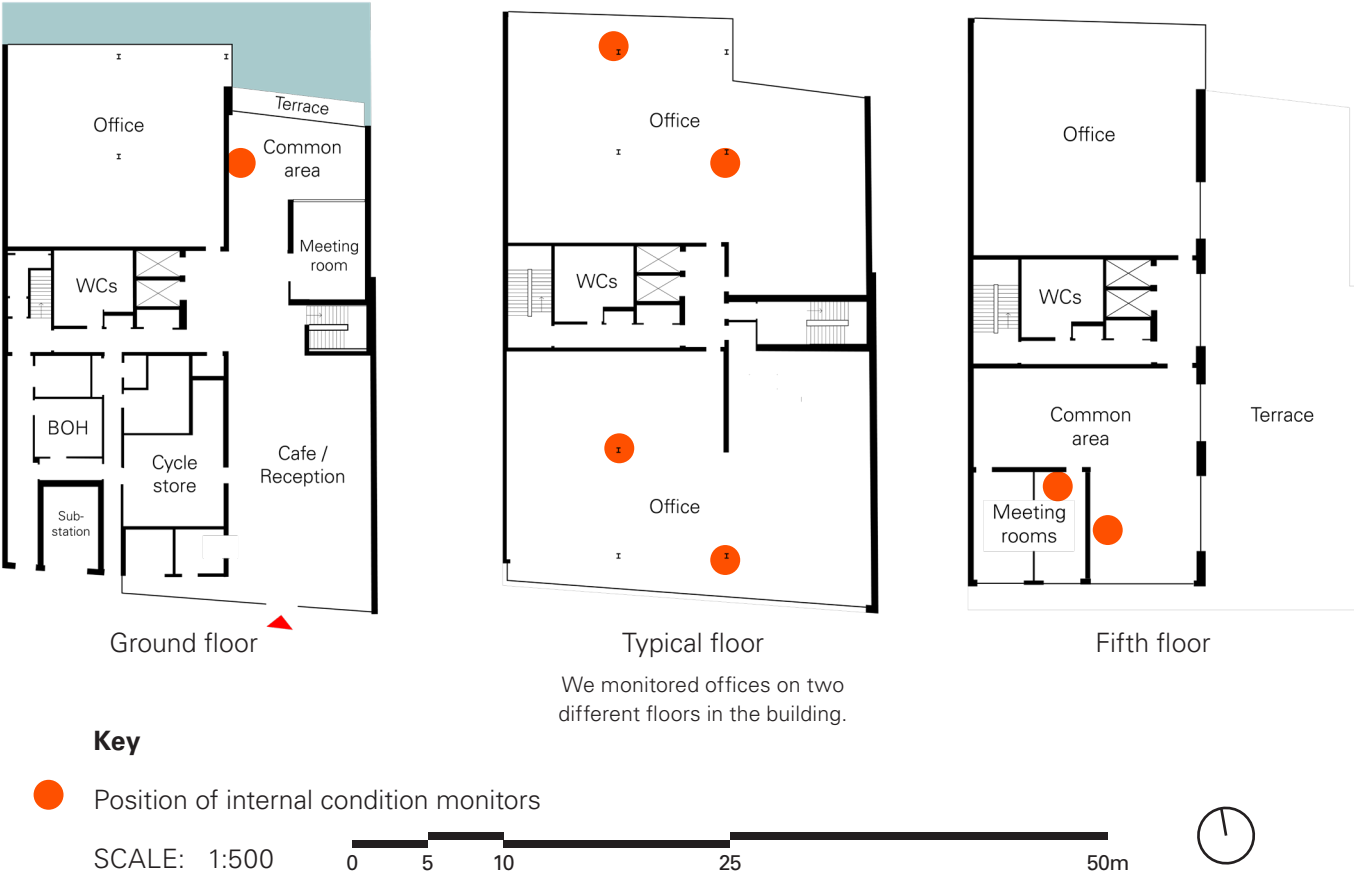 Terrace
Office
Common
area
Meeting
room
WCs
BOH
Cycle
store
Cafe /
Reception
Sub-
station
Ground floor
Office
WCs
Office
Typical floor
We monitored offices on two
different floors in the building.
Office
WCs
Common
area
Terrace
Meeting
rooms
Fifth floor
Key
Position of internal condition monitors
SCALE: 1:500
0 5 10 25 50m